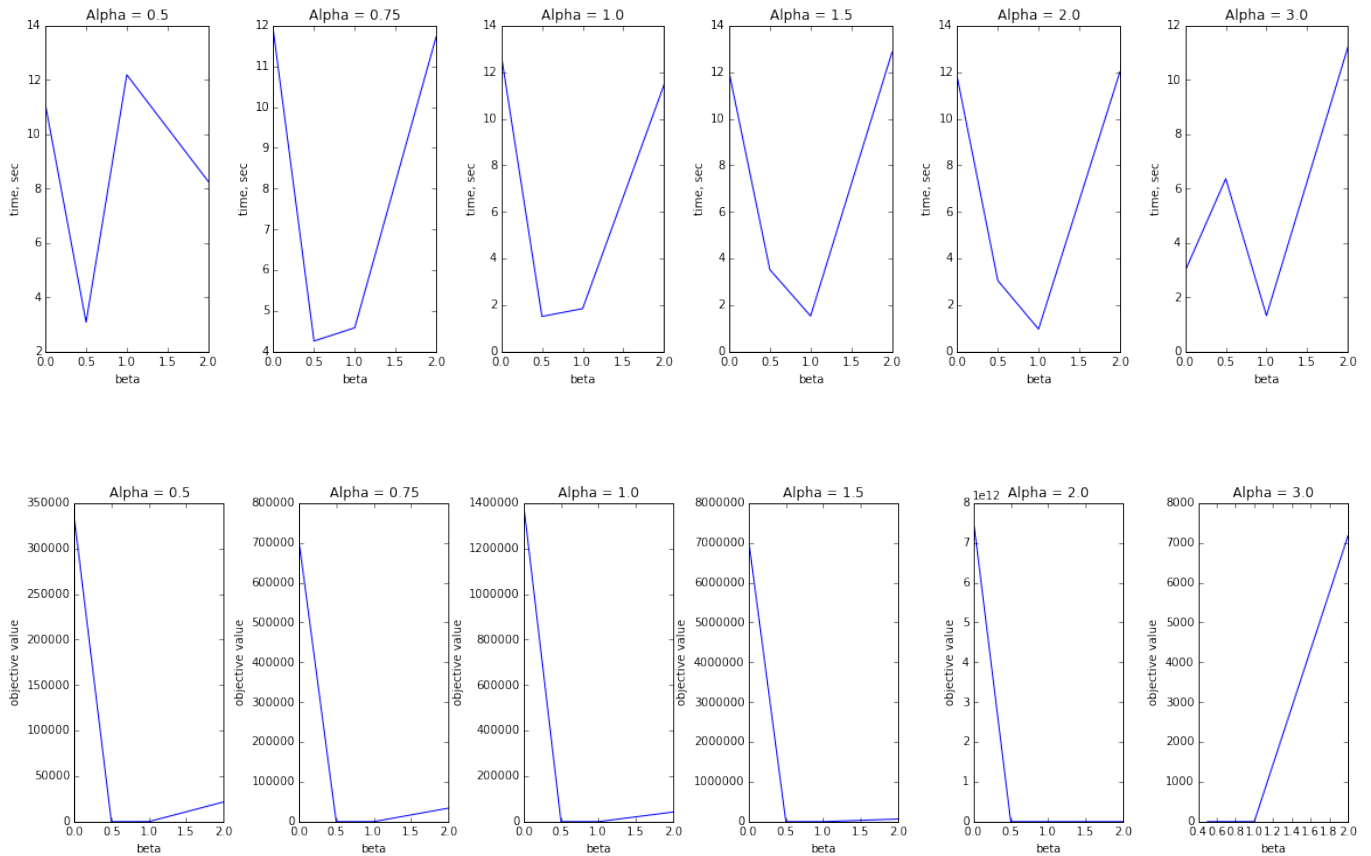 Alpha = 0.5
14
12
10
8
6
4
2
time, sec
0.0 0.5 1.0 1.5 2.0
beta
Alpha = 0.75
12
11
10
9
8
7
6
5
4
time, sec
0.0 0.5 1.0 1.5 2.0
beta
Alpha = 1.0
14
12
10
8
6
4
2
0
time, sec
0.0 0.5 1.0 1.5 2.0
beta
Alpha = 1.5
14
12
10
8
6
4
2
0
time, sec
0.0 0.5 1.0 1.5 2.0
beta
Alpha = 2.0
14
12
10
8
6
4
2
0
time, sec
0.0 0.5 1.0 1.5 2.0
beta
Alpha = 3.0
12
10
8
6
4
2
0
time, sec
0.0 0.5 1.0 1.5 2.0
beta
Alpha = 0.5
350000
300000
250000
200000
150000
100000
50000
0
objective value
0.0 0.5 1.0 1.5 2.0
beta
Alpha = 0.75
800000
700000
600000
500000
400000
300000
200000
100000
0
objective value
0.0 0.5 1.0 1.5 2.0
beta
Alpha = 1.0
1400000
1200000
1000000
800000
600000
400000
200000
0
objective value
0.0 0.5 1.0 1.5 2.0
beta
Alpha = 1.5
8000000
7000000
6000000
5000000
4000000
3000000
2000000
1000000
0
objective value
0.0 0.5 1.0 1.5 2.0
beta
1e12 Alpha = 2.0
8
7
6
5
4
3
2
1
0
objective value
0.0 0.5 1.0 1.5 2.0
beta
Alpha = 3.0
8000
7000
6000
5000
4000
3000
2000
1000
0
objective value
0.4 0.6 0.8 1.0 1.2 1.4 1.6 1.8 2.0
beta